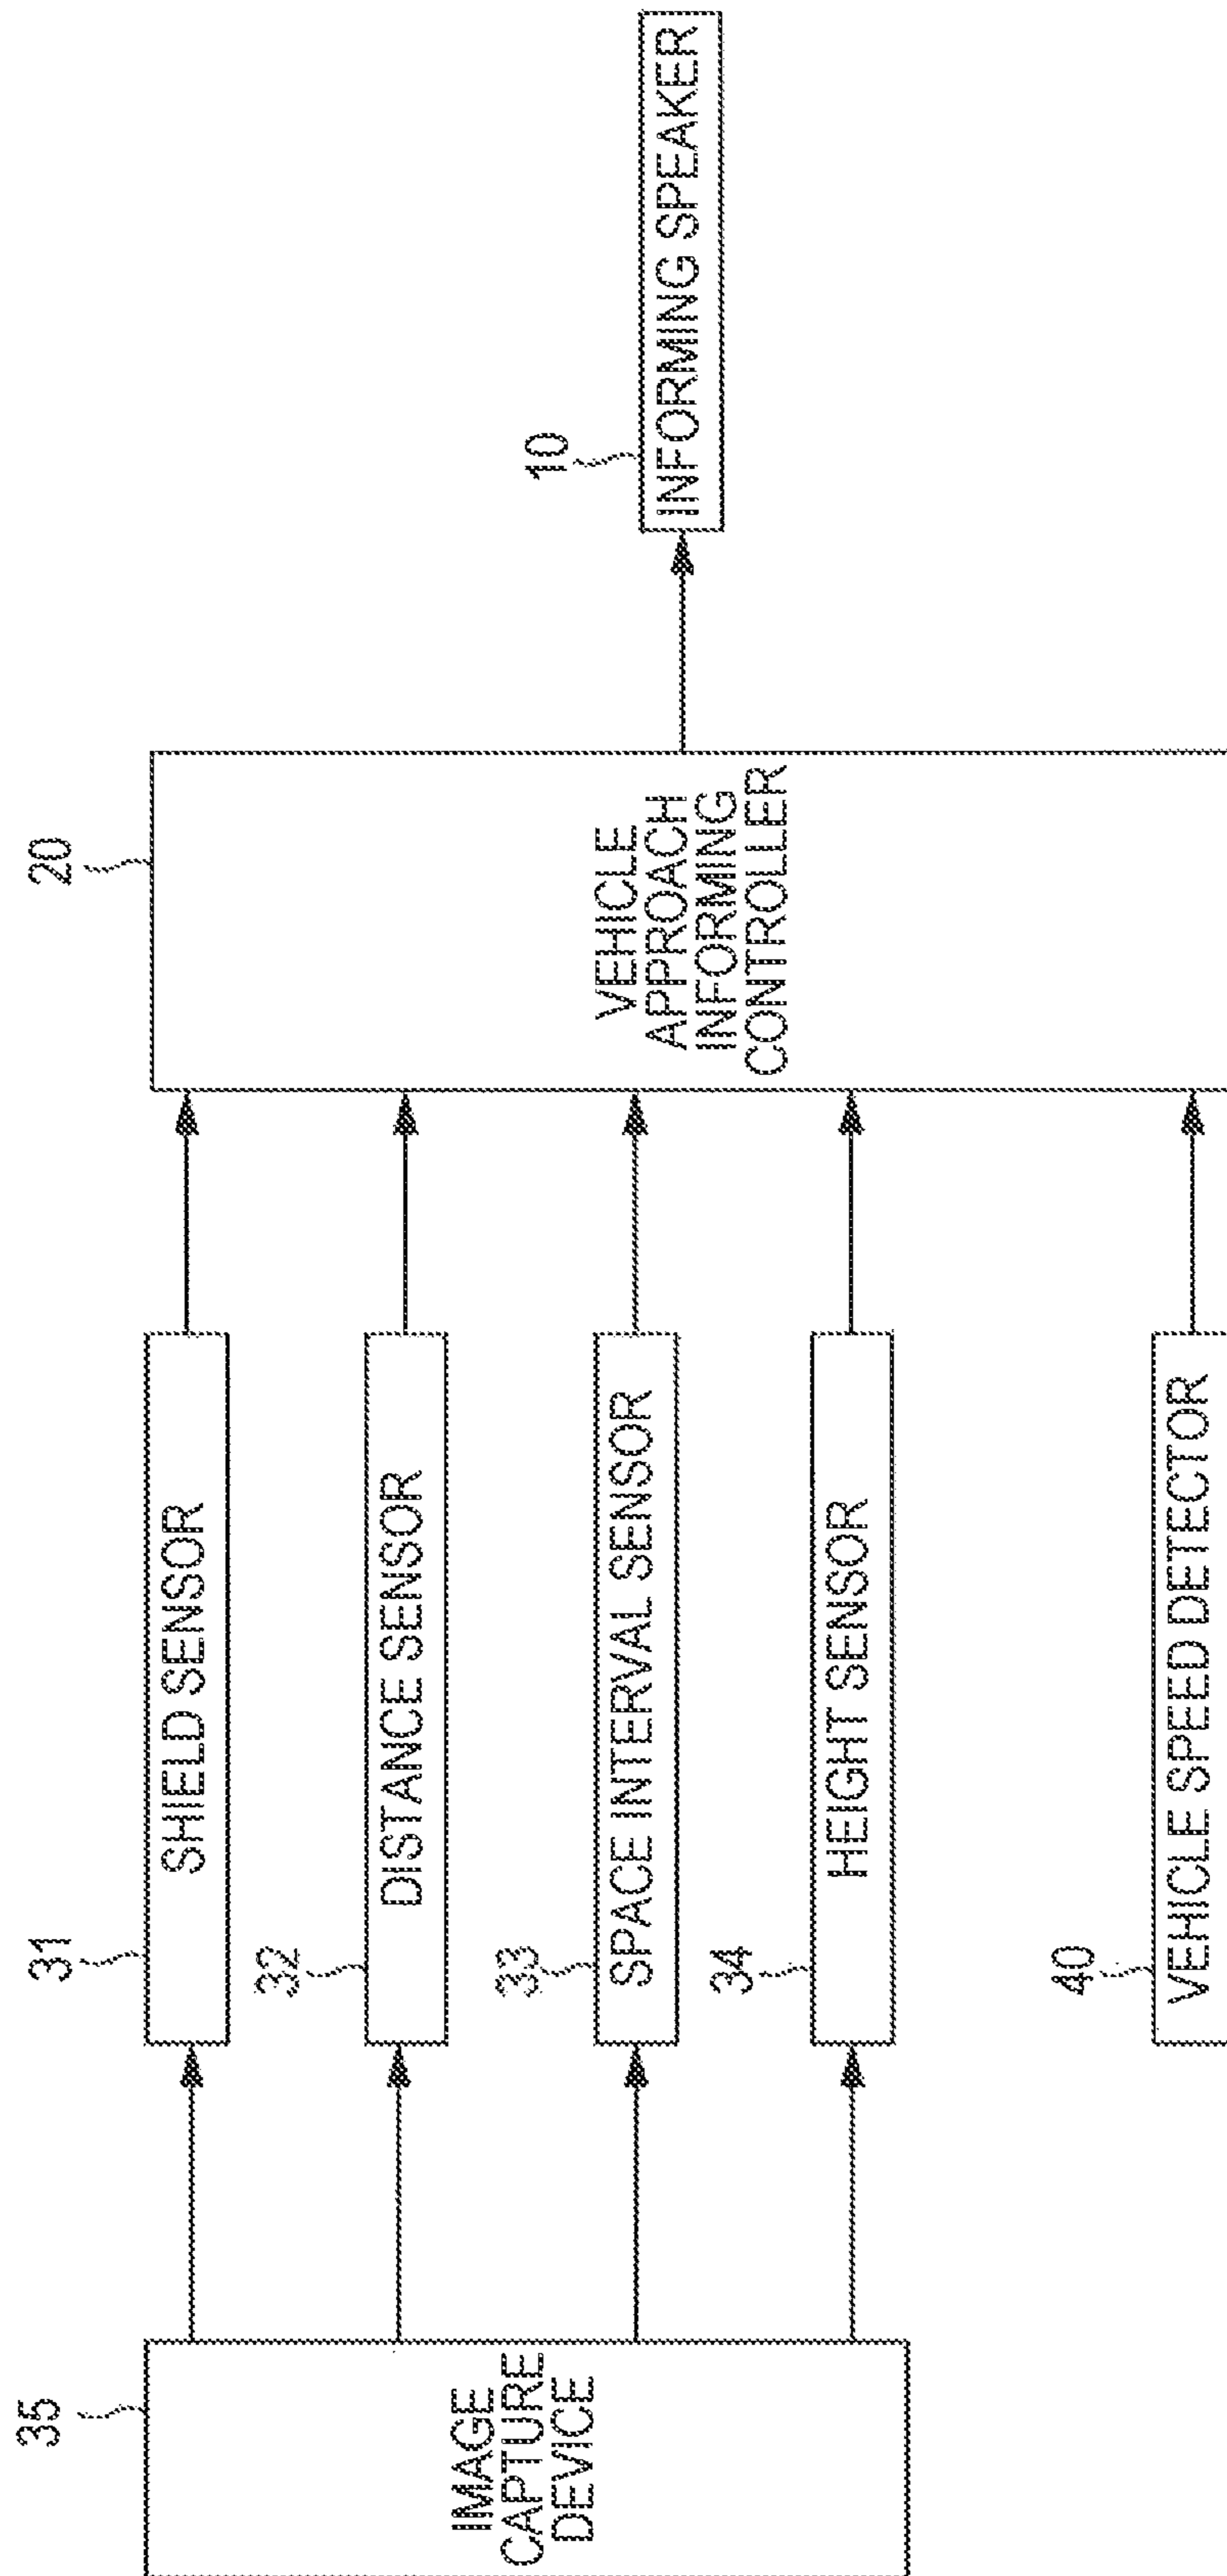 35
IMAGE
CAPTURE
DEVICE
31
SHIELD SENSOR
32
DISTANCE SENSOR
33
SPACE INTERVAL SENSOR
34
HEIGHT SENSOR
40
VEHICLE SPEED DETECTOR
20
VEHICLE
APPROACH
INFORMING
CONTROLLER
10
INFORMING SPEAKER